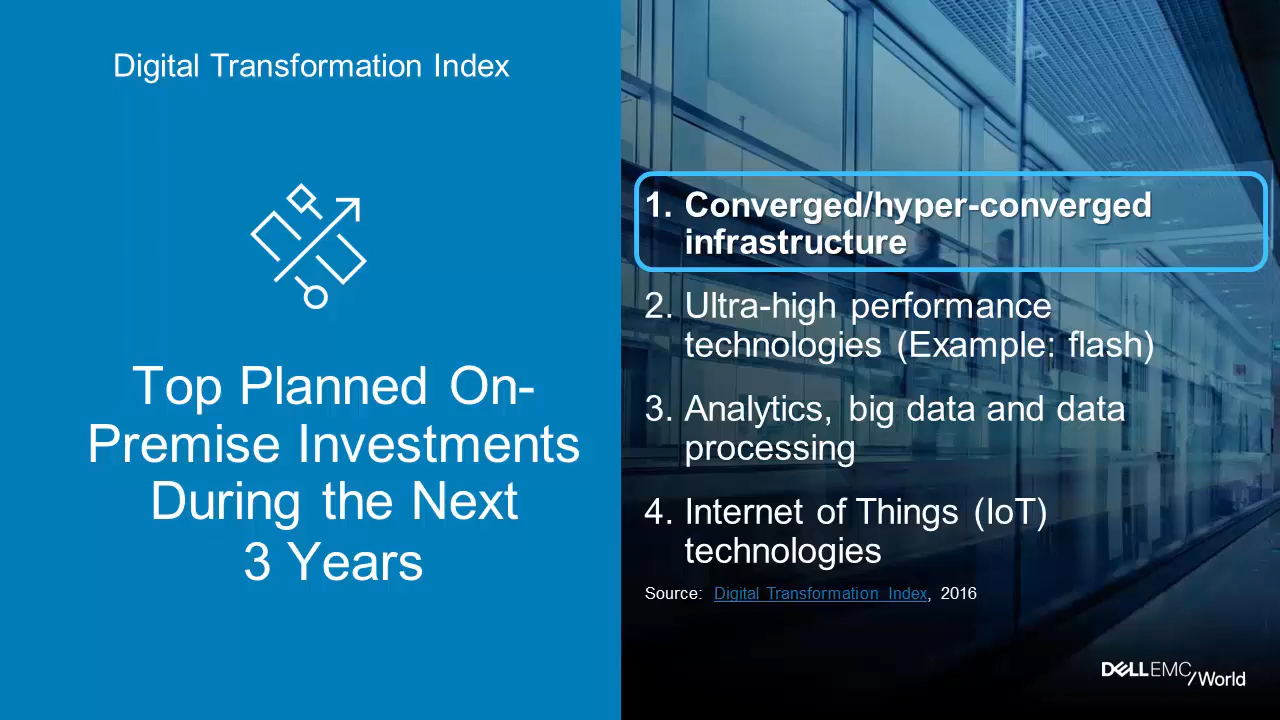 Digital Transformation Index
Top Planned On-
Premise Investments
During the Next
3 Years
1. Converged/hyper-converged
infrastructure
2. Ultra-high performance
technologies (Example: flash)
3. Analytics, big data and data
processing
4. Internet of Things (IoT)
technologies
Source: Digital Transformation Index, 2016
DELLEMC
/World